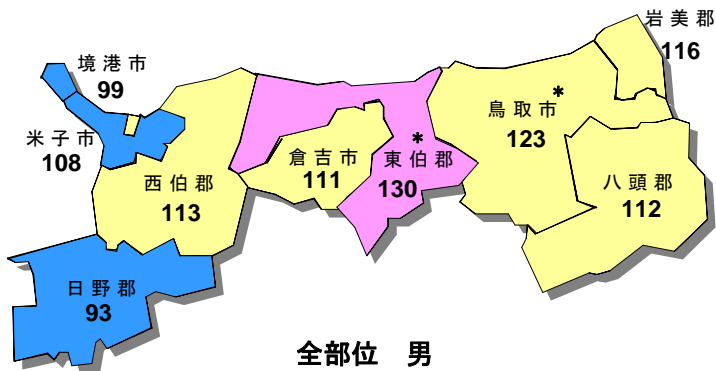 岩美郡
116
境港市
99
鳥取市 *
123
米子市
108
倉吉市
111
東伯郡 *
130
西伯郡
113
八頭郡
112
日野郡
93
全部位 男